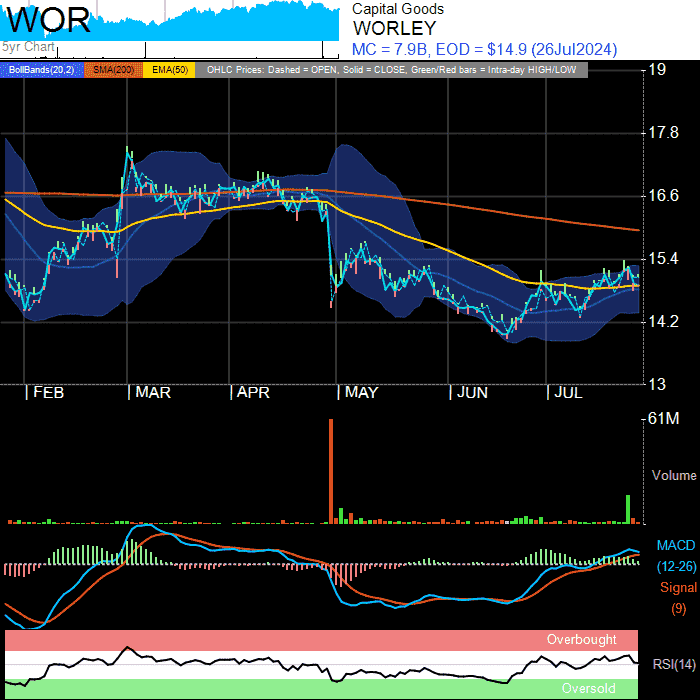 WOR
5yr Chart
Capital Goods
WORLEY
MC = 7.9B, EOD = $14.9 (26Jul2024)
BollBands(20,2) SMA(200) EMA(50) OHLC Prices: Dashed = OPEN, Solid = CLOSE, Green/Red bars = Intra-day HIGH/LOW
19
17.8
16.6
15.4
14.2
13
| FEB | MAR | APR | MAY | JUN | JUL
61M
Volume
MACD
(12-26)
Signal
(9)
Overbought
RSI(14)
Oversold